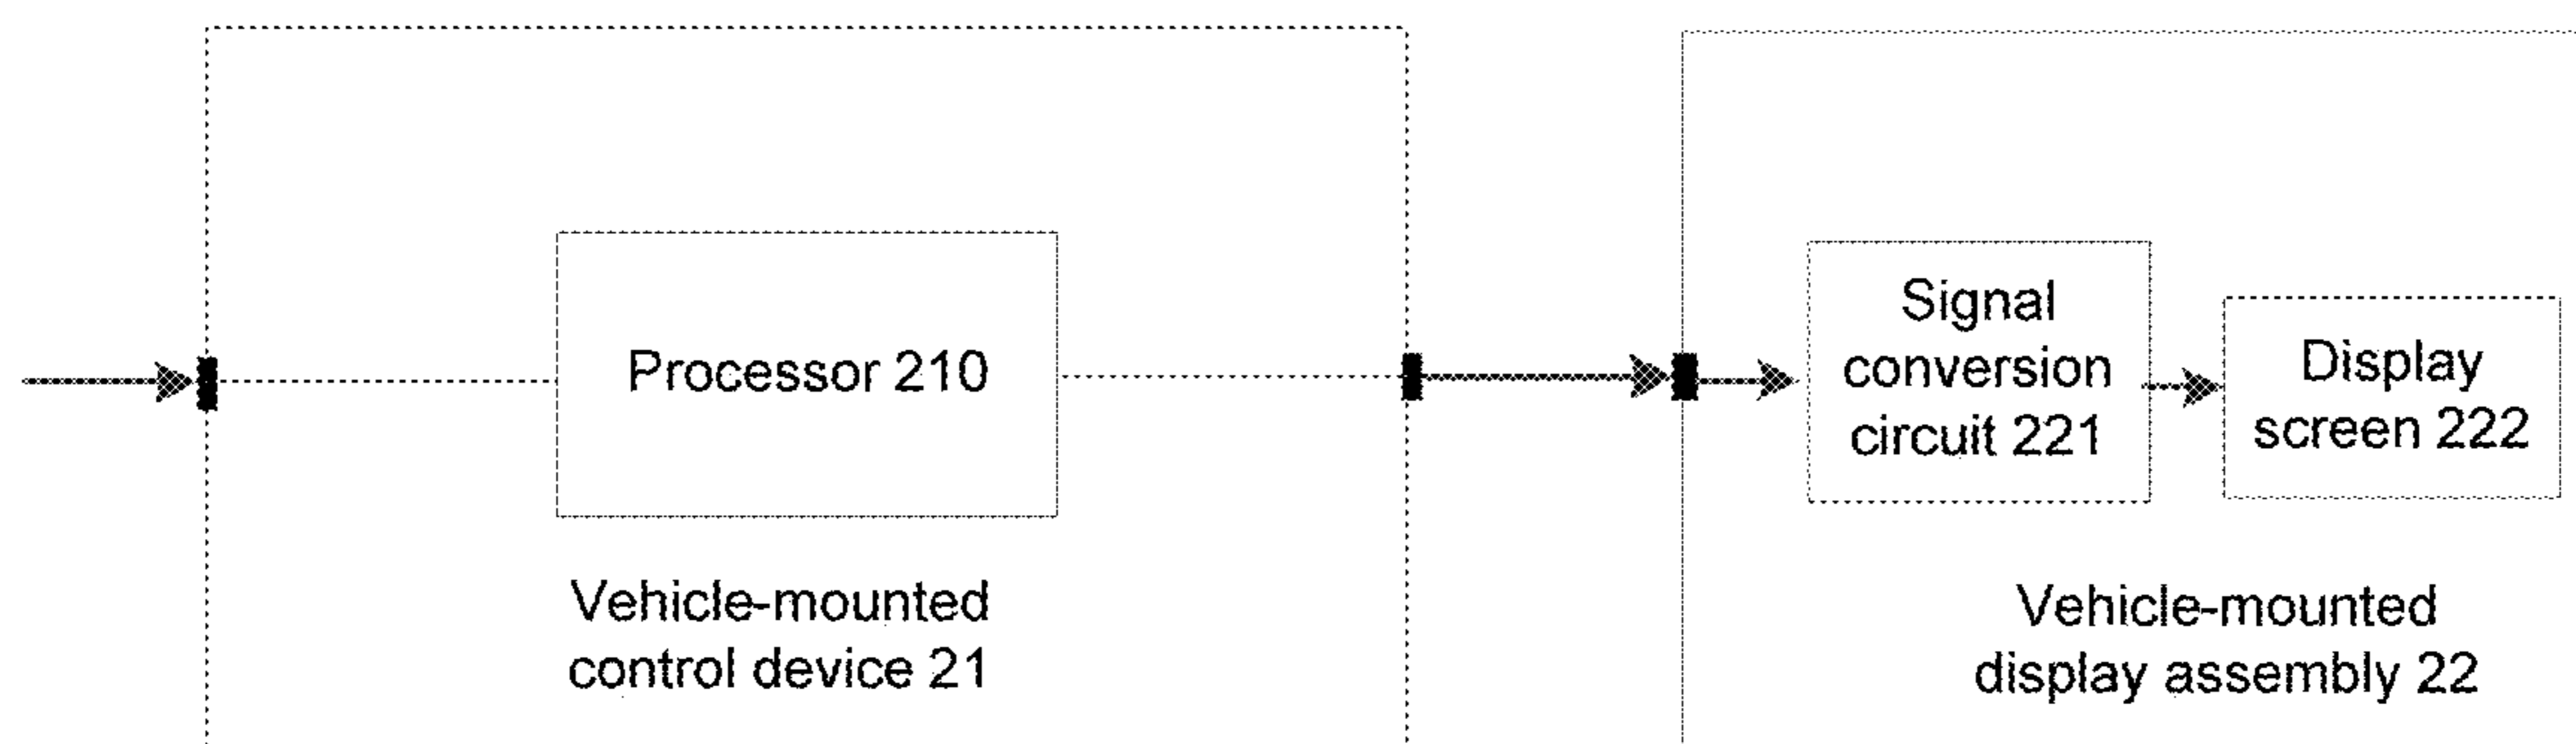 Processor 210
Vehicle-mounted
control device 21
Signal
conversion
circuit 221
Display
screen 222
Vehicle-mounted
display assembly 22